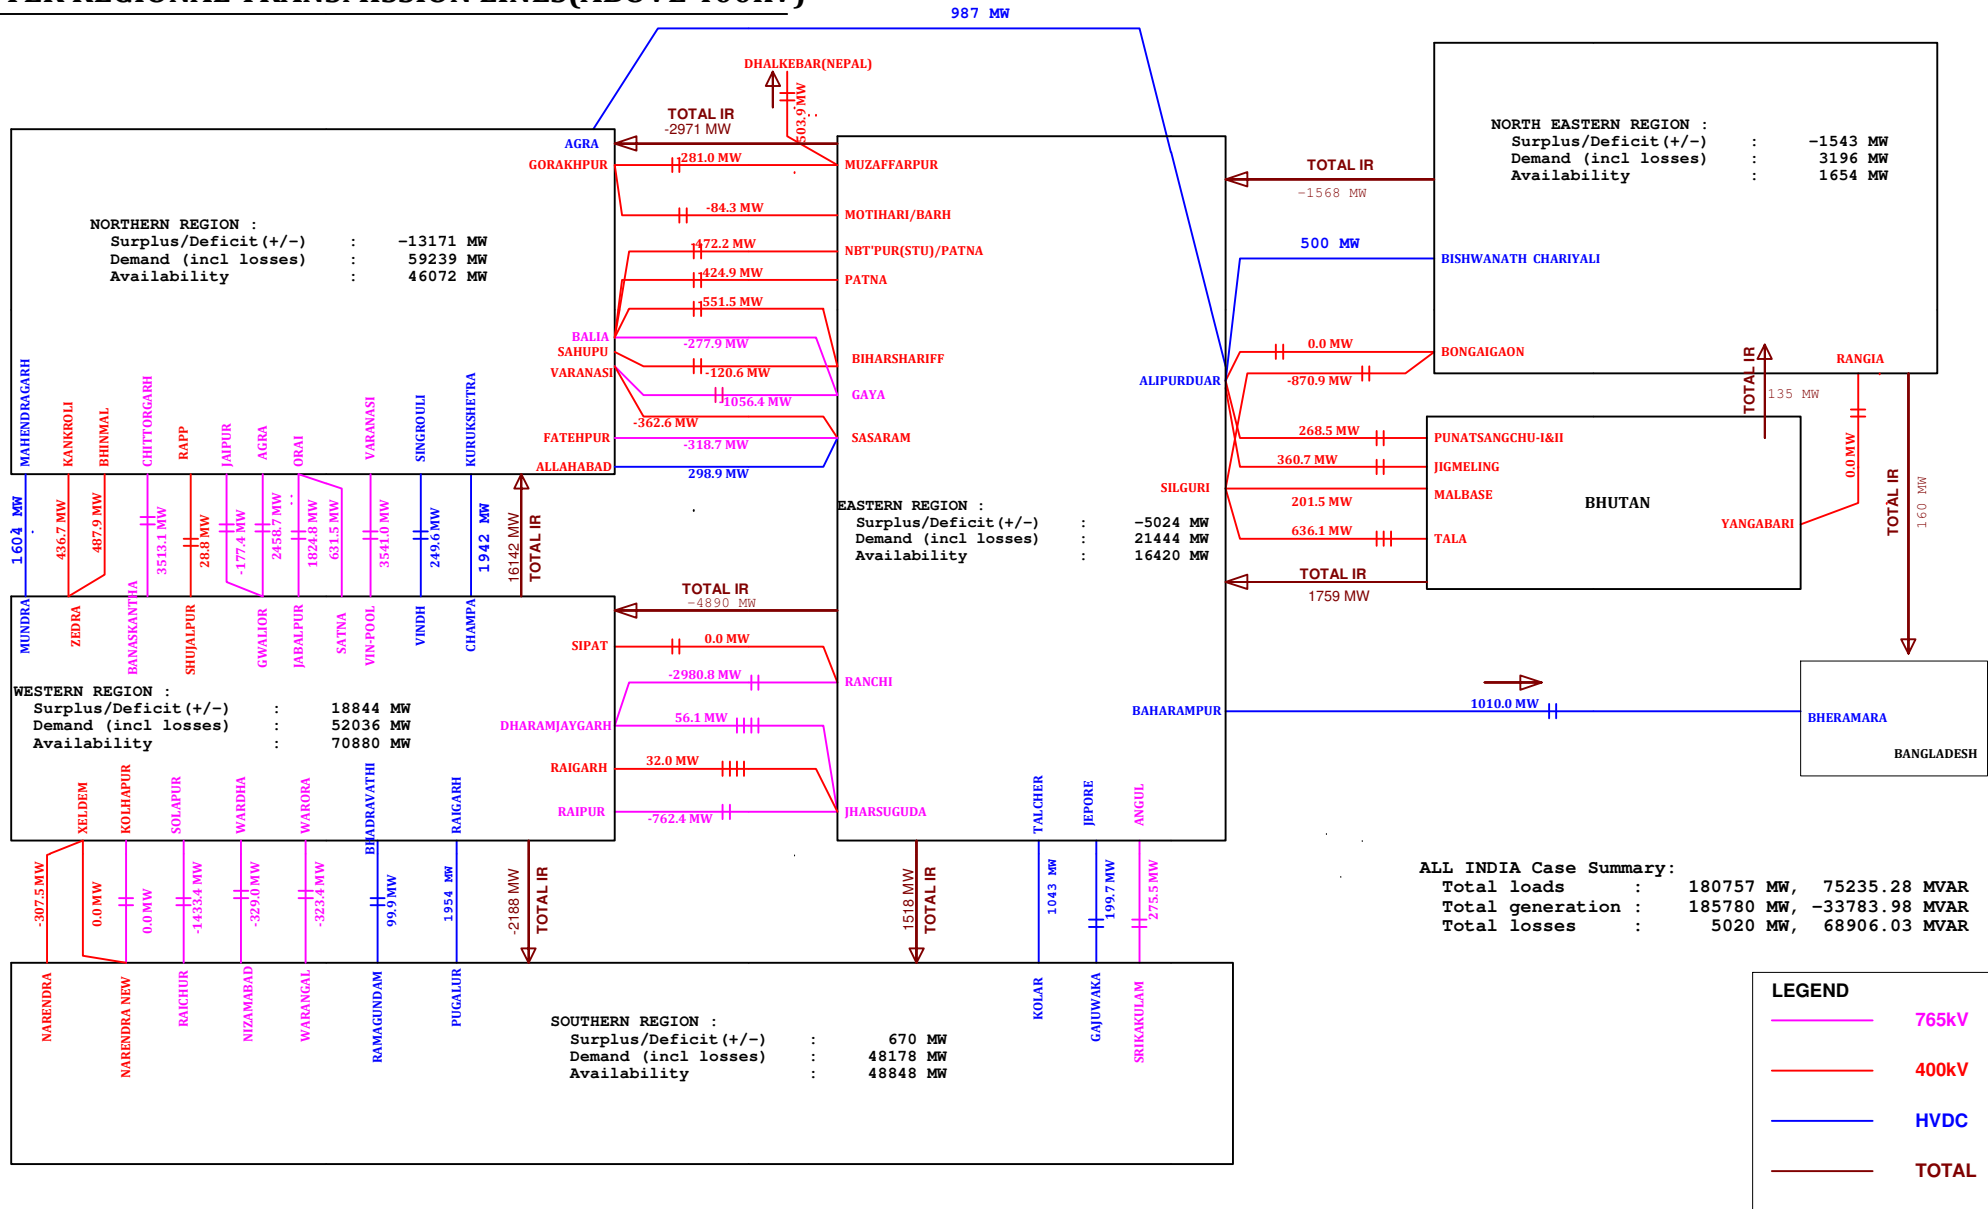 987 MW
DHALKEBAR(NEPAL)
503.9 MW
TOTAL IR
-2971 MW
AGRA
GORAKHPUR
-281.0 MW
MUZAFFARPUR
-84.3 MW
MOTIHARI/BARH
-472.2 MW
NBT'PUR(STU)/PATNA
-424.9 MW
PATNA
-551.5 MW
BALIA
-277.9 MW
SAHUPU
BIHARSHARIFF
-120.6 MW
VARANASI
-1056.4 MW
GAYA
-362.6 MW
FATEHPUR
-318.7 MW
SASARAM
ALLAHABAD
298.9 MW
NORTHERN REGION :
Surplus/Deficit(+/-) : -13171 MW
Demand (incl losses) : 59239 MW
Availability : 46072 MW
NORTH EASTERN REGION :
Surplus/Deficit(+/-) : -1543 MW
Demand (incl losses) : 3196 MW
Availability : 1654 MW
TOTAL IR
-1568 MW
500 MW
BISHWANATH CHARIYALI
0.0 MW
BONGAIGAON
RANGIA
-870.9 MW
ALIPURDUAR
TOTAL IR
135 MW
268.5 MW
PUNATSANGCHU-I&II
360.7 MW
JIGMELING
SILGURI
201.5 MW
MALBASE
636.1 MW
TALA
BHUTAN
YANGABARI
0.0 MW
TOTAL IR
160 MW
TOTAL IR
1759 MW
EASTERN REGION :
Surplus/Deficit(+/-) : -5024 MW
Demand (incl losses) : 21444 MW
Availability : 16420 MW
MAHENDRAGARH
KANKROLI
BHINMAL
CHITTORGARH
RAPP
JAIPUR
AGRA
ORAI
VARANASI
SINGROULI
KURUKSHETRA
1604 MW
436.7 MW
487.9 MW
3513.1 MW
28.8 MW
-177.4 MW
2458.7 MW
1824.8 MW
631.5 MW
3541.0 MW
249.6 MW
1942 MW
16142 MW
TOTAL IR
MUNDRA
ZEDRA
BANASKANTHA
SHUJALPUR
GWALIOR
JABALPUR
SATNA
VIN-POOL
VINDH
CHAMPA
TOTAL IR
-4890 MW
SIPAT
0.0 MW
-2980.8 MW
RANCHI
DHARAMJAYGARH
56.1 MW
RAIGARH
32.0 MW
RAIPUR
-762.4 MW
JHARSUGUDA
WESTERN REGION :
Surplus/Deficit(+/-) : 18844 MW
Demand (incl losses) : 52036 MW
Availability : 70880 MW
BAHARAMPUR
1010.0 MW
BHERAMARA
BANGLADESH
XELDEM
KOLHAPUR
SOLAPUR
WARDHA
WARORA
BHADRAVATHI
RAIGARH
TALCHER
JEPORE
ANGUL
-307.5 MW
0.0 MW
0.0 MW
-1433.4 MW
-329.0 MW
-323.4 MW
99.9 MW
1954 MW
-2188 MW
TOTAL IR
1518 MW
TOTAL IR
1043 MW
199.7 MW
275.5 MW
NARENDRA
NARENDRA NEW
RAICHUR
NIZAMABAD
WARANGAL
RAMAGUNDAM
PUGALUR
KOLAR
GAJUWAKA
SRIKAKULAM
SOUTHERN REGION :
Surplus/Deficit(+/-) : 670 MW
Demand (incl losses) : 48178 MW
Availability : 48848 MW
ALL INDIA Case Summary:
Total loads : 180757 MW, 75235.28 MVAR
Total generation : 185780 MW, -33783.98 MVAR
Total losses : 5020 MW, 68906.03 MVAR
LEGEND
765kV
400kV
HVDC
TOTAL